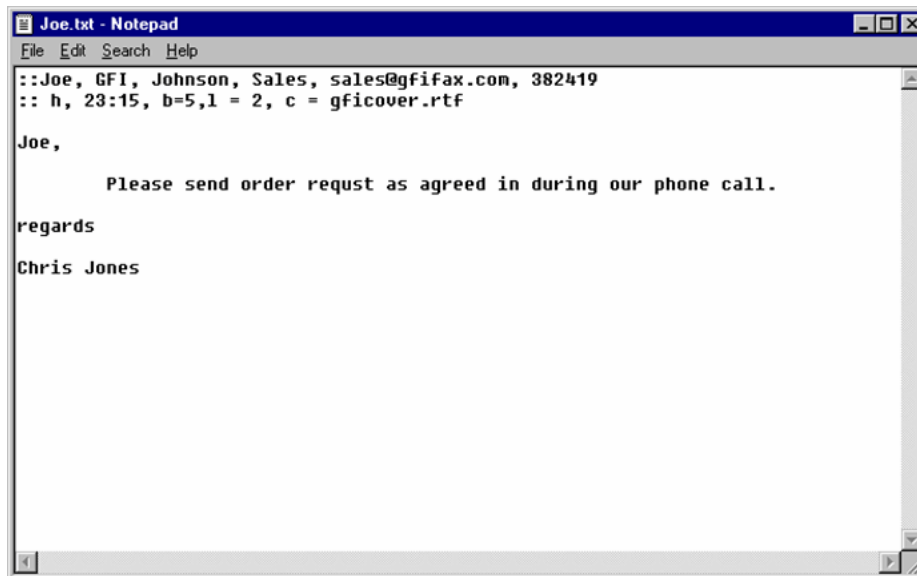 Joe.txt - Notepad
File Edit Search Help
::Joe, GFI, Johnson, Sales, sales@gfifax.com, 382419
:: h, 23:15, b=5,l = 2, c = gficover.rtf
Joe,
Please send order requst as agreed in during our phone call.
regards
Chris Jones